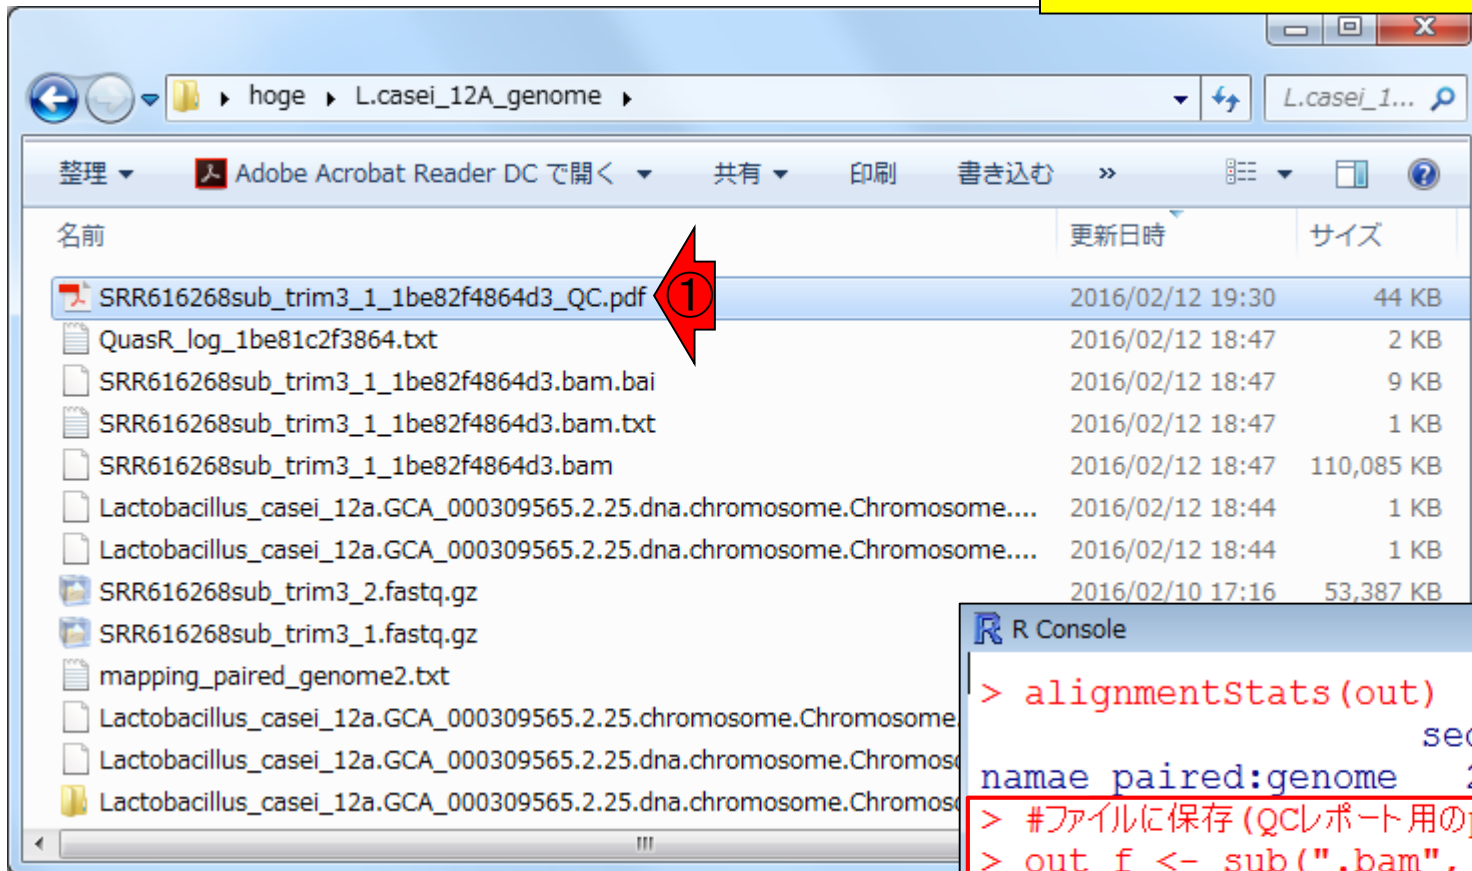 hoge ▸ L.casei_12A_genome ▸
L.casei_1...
整理 ▼ Adobe Acrobat Reader DC で開く ▼ 共有 ▼ 印刷 書き込む »
名前 更新日時 サイズ
SRR616268sub_trim3_1_1be82f4864d3_QC.pdf ① 2016/02/12 19:30 44 KB
QuasR_log_1be81c2f3864.txt 2016/02/12 18:47 2 KB
SRR616268sub_trim3_1_1be82f4864d3.bam.bai 2016/02/12 18:47 9 KB
SRR616268sub_trim3_1_1be82f4864d3.bam.txt 2016/02/12 18:47 1 KB
SRR616268sub_trim3_1_1be82f4864d3.bam 2016/02/12 18:47 110,085 KB
Lactobacillus_casei_12a.GCA_000309565.2.25.dna.chromosome.Chromosome.... 2016/02/12 18:44 1 KB
Lactobacillus_casei_12a.GCA_000309565.2.25.dna.chromosome.Chromosome.... 2016/02/12 18:44 1 KB
SRR616268sub_trim3_2.fastq.gz 2016/02/10 17:16 53,387 KB
SRR616268sub_trim3_1.fastq.gz
mapping_paired_genome2.txt
Lactobacillus_casei_12a.GCA_000309565.2.25.chromosome.Chromosome.
Lactobacillus_casei_12a.GCA_000309565.2.25.dna.chromosome.Chromoso
Lactobacillus_casei_12a.GCA_000309565.2.25.dna.chromosome.Chromoso
R Console
> alignmentStats(out)
seq
namae paired:genome 2
> #ファイルに保存(QCレポート用のp
> out_f <- sub(".bam",